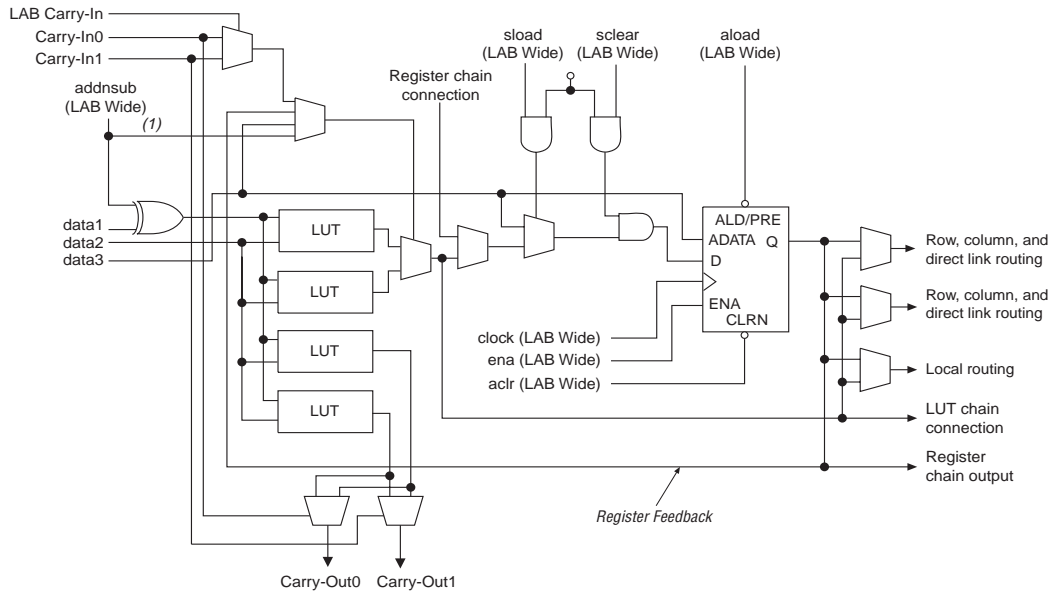 LAB Carry-In
Carry-In0
Carry-In1
addnsub
(LAB Wide)
(1)
data1
data2
data3
LUT
LUT
LUT
LUT
Register chain
connection
sload
(LAB Wide)
sclear
(LAB Wide)
aload
(LAB Wide)
ALD/PRE
ADATA
Q
D
ENA
CLRN
clock (LAB Wide)
ena (LAB Wide)
aclr (LAB Wide)
Row, column, and
direct link routing
Row, column, and
direct link routing
Local routing
LUT chain
connection
Register
chain output
Register Feedback
Carry-Out0
Carry-Out1